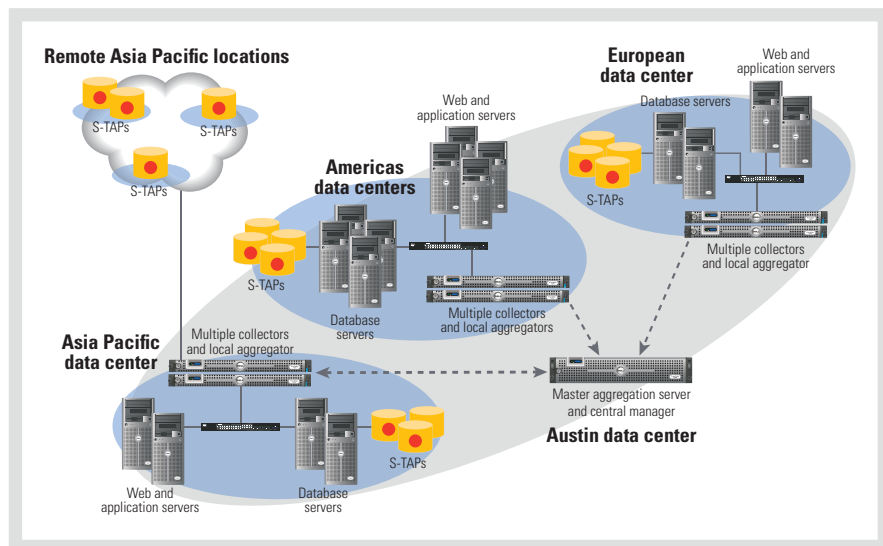 Remote Asia Pacific locations
S-TAPs
S-TAPs
S-TAPs
European
data center
Web and
application servers
Database servers
S-TAPs
Multiple collectors
and local aggregator
Web and
application servers
Americas
data centers
S-TAPs
Database
servers
Multiple collectors
and local aggregators
Asia Pacific
data center
Multiple collectors
and local aggregator
S-TAPs
Web and
application servers
Database
servers
Master aggregation server
and central manager
Austin data center